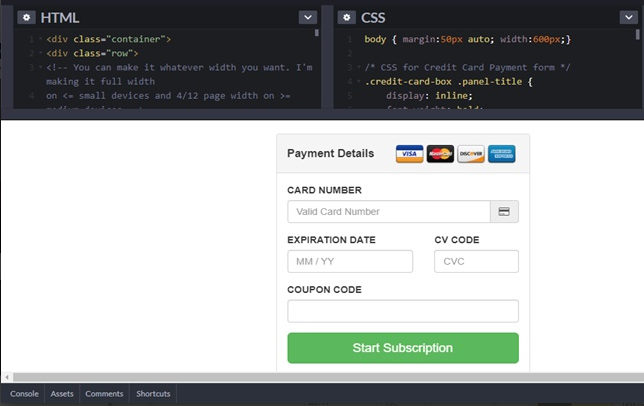 HTML
1 <div class="container">
2 <div class="row">
3 <!-- You can make it whatever width you want. I'm
making it full width
4 on <= small devices and 4/12 page width on >=
CSS
1 body { margin:50px auto; width:600px;}
2
3 /* CSS for Credit Card Payment form */
4 .credit-card-box .panel-title {
5 display: inline;
Payment Details VISA MasterCard DISCOVER AMERICAN EXPRESS
CARD NUMBER
Valid Card Number
EXPIRATION DATE CV CODE
MM / YY CVC
COUPON CODE
Start Subscription
Console Assets Comments Shortcuts